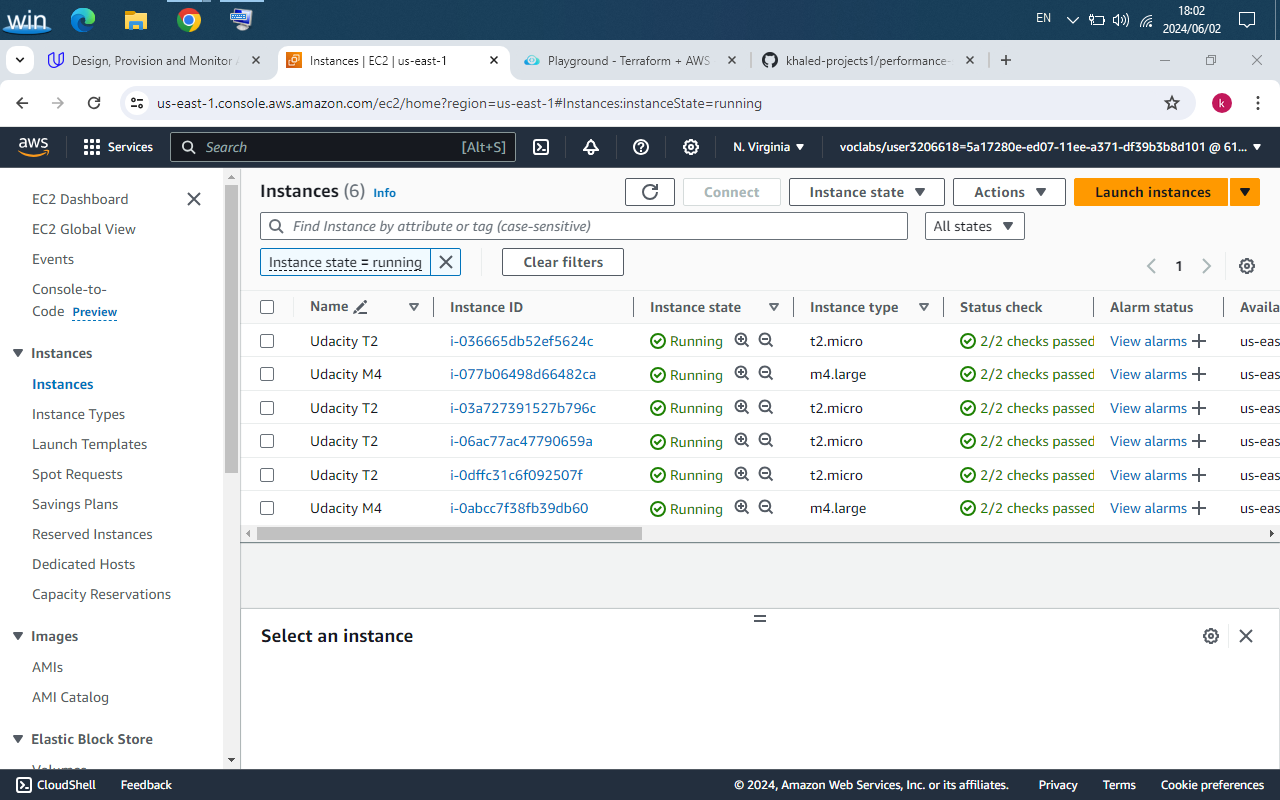 win
EN
18:02
2024/06/02
Design, Provision and Monitor A
Instances | EC2 | us-east-1
Playground - Terraform + AWS
khaled-projects1/performance-
us-east-1.console.aws.amazon.com/ec2/home?region=us-east-1#Instances:instanceState=running
k
aws
Services
Search
[Alt+S]
N. Virginia
voclabs/user3206618=5a17280e-ed07-11ee-a371-df39b3b8d101 @ 61...
EC2 Dashboard
EC2 Global View
Events
Console-to-
Code Preview
Instances
Instances
Instance Types
Launch Templates
Spot Requests
Savings Plans
Reserved Instances
Dedicated Hosts
Capacity Reservations
Images
AMIs
AMI Catalog
Elastic Block Store
Volumes
Instances (6) Info
Connect
Instance state
Actions
Launch instances
Find Instance by attribute or tag (case-sensitive)
All states
Instance state = running
Clear filters
1
Name Instance ID Instance state Instance type Status check Alarm status Availa
Udacity T2 i-036665db52ef5624c Running t2.micro 2/2 checks passed View alarms us-eas
Udacity M4 i-077b06498d66482ca Running m4.large 2/2 checks passed View alarms us-eas
Udacity T2 i-03a727391527b796c Running t2.micro 2/2 checks passed View alarms us-eas
Udacity T2 i-06ac77ac47790659a Running t2.micro 2/2 checks passed View alarms us-eas
Udacity T2 i-0dffc31c6f092507f Running t2.micro 2/2 checks passed View alarms us-eas
Udacity M4 i-0abcc7f38fb39db60 Running m4.large 2/2 checks passed View alarms us-eas
Select an instance
CloudShell
Feedback
© 2024, Amazon Web Services, Inc. or its affiliates.
Privacy
Terms
Cookie preferences